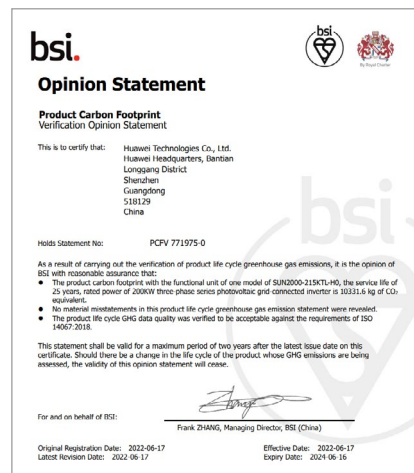 bsi.
bsi
By Royal Charter
Opinion Statement
Product Carbon Footprint
Verification Opinion Statement
This is to certify that: Huawei Technologies Co., Ltd.
Huawei Headquarters, Bantian
Longgang District
Shenzhen
Guangdong
518129
China
bsi
Holds Statement No: PCFV 771975-0
As a result of carrying out the verification of product life cycle greenhouse gas emissions, it is the opinion of
BSI with reasonable assurance that:
● The product carbon footprint with the functional unit of one model of SUN2000-215KTL-H0, the service life of
25 years, rated power of 200KW three-phase series photovoltaic grid-connected inverter is 10331.6 kg of CO₂
equivalent.
● No material misstatements in this product life cycle greenhouse gas emission statement were revealed.
● The product life cycle GHG data quality was verified to be acceptable against the requirements of ISO
14067:2018.
This statement shall be valid for a maximum period of two years after the latest issue date on this
certificate. Should there be a change in the life cycle of the product whose GHG emissions are being
assessed, the validity of this opinion statement will cease.
For and on behalf of BSI:
Frank ZHANG, Managing Director, BSI (China)
Original Registration Date: 2022-06-17 Effective Date: 2022-06-17
Latest Revision Date: 2022-06-17 Expiry Date: 2024-06-16